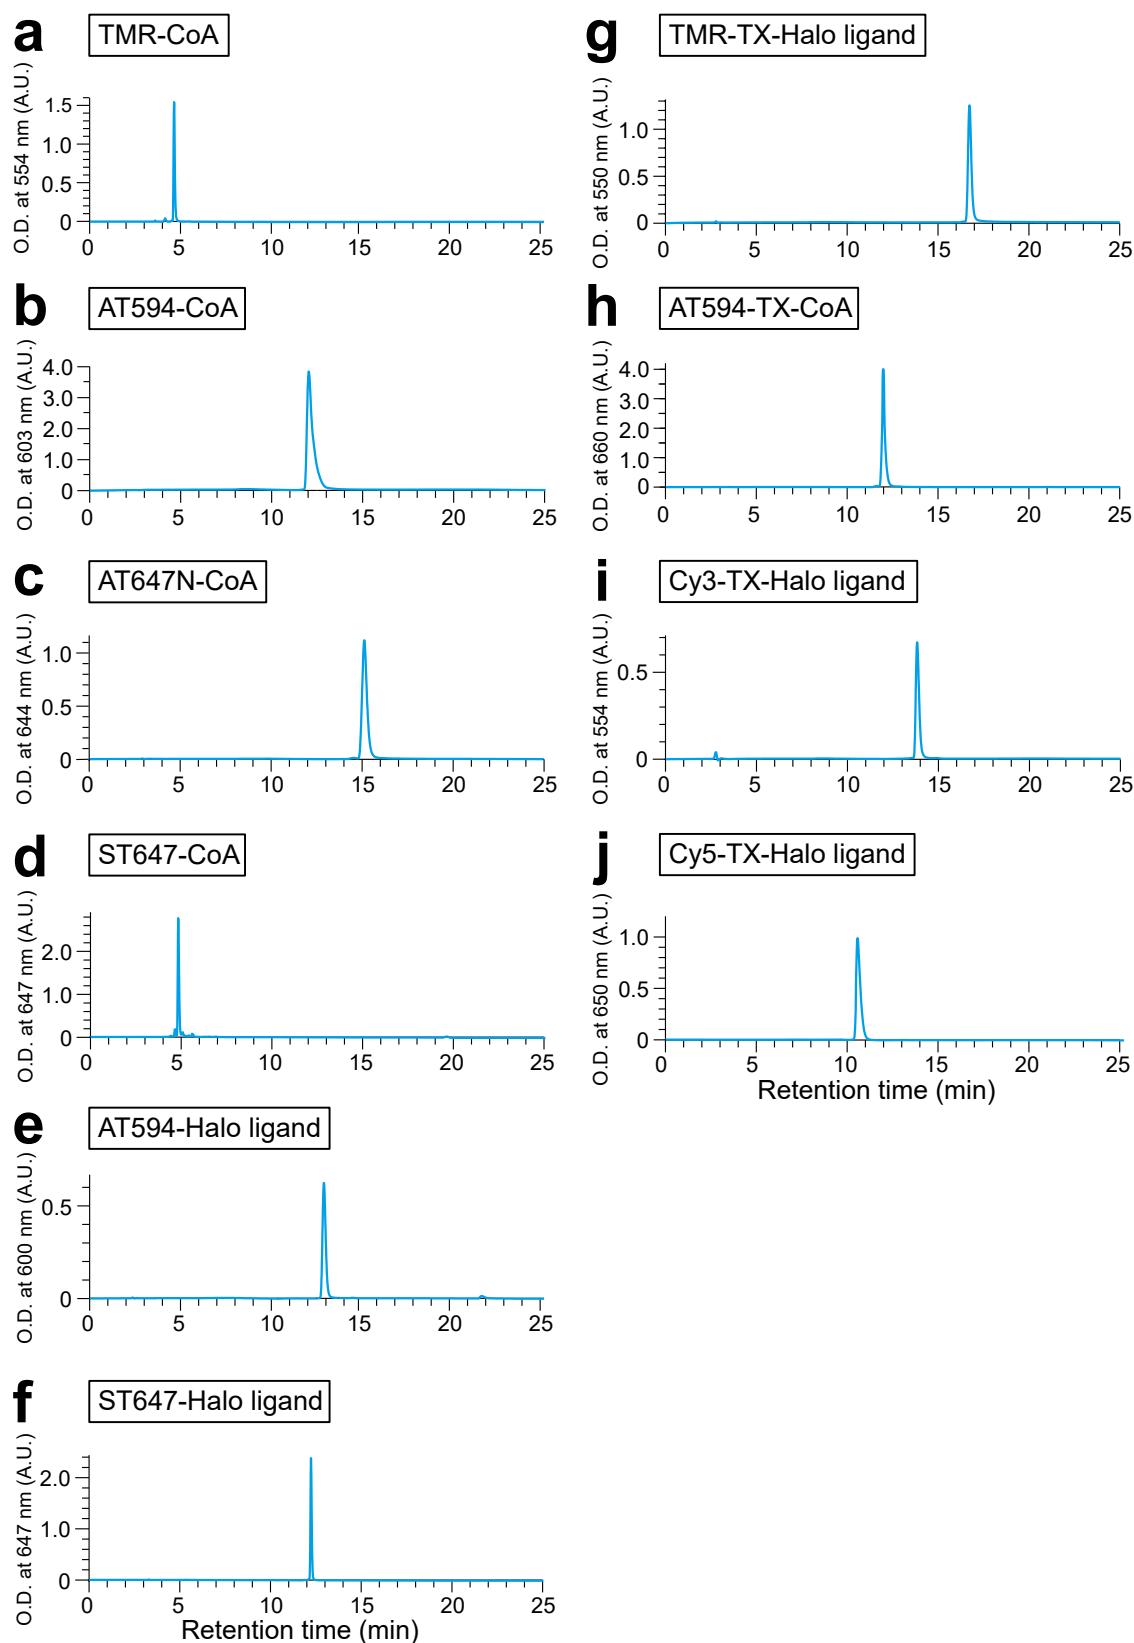 a
TMR-CoA
O.D. at 554 nm (A.U.)
1.5
1.0
0.5
0
0 5 10 15 20 25
b
AT594-CoA
O.D. at 603 nm (A.U.)
4.0
3.0
2.0
1.0
0
0 5 10 15 20 25
c
AT647N-CoA
O.D. at 644 nm (A.U.)
1.0
0.5
0
0 5 10 15 20 25
d
ST647-CoA
O.D. at 647 nm (A.U.)
2.0
1.0
0
0 5 10 15 20 25
e
AT594-Halo ligand
O.D. at 600 nm (A.U.)
0.5
0
0 5 10 15 20 25
f
ST647-Halo ligand
O.D. at 647 nm (A.U.)
2.0
1.0
0
0 5 10 15 20 25
Retention time (min)
g
TMR-TX-Halo ligand
O.D. at 550 nm (A.U.)
1.0
0.5
0
0 5 10 15 20 25
h
AT594-TX-CoA
O.D. at 660 nm (A.U.)
4.0
3.0
2.0
1.0
0
0 5 10 15 20 25
i
Cy3-TX-Halo ligand
O.D. at 554 nm (A.U.)
0.5
0
0 5 10 15 20 25
j
Cy5-TX-Halo ligand
O.D. at 650 nm (A.U.)
1.0
0.5
0
0 5 10 15 20 25
Retention time (min)